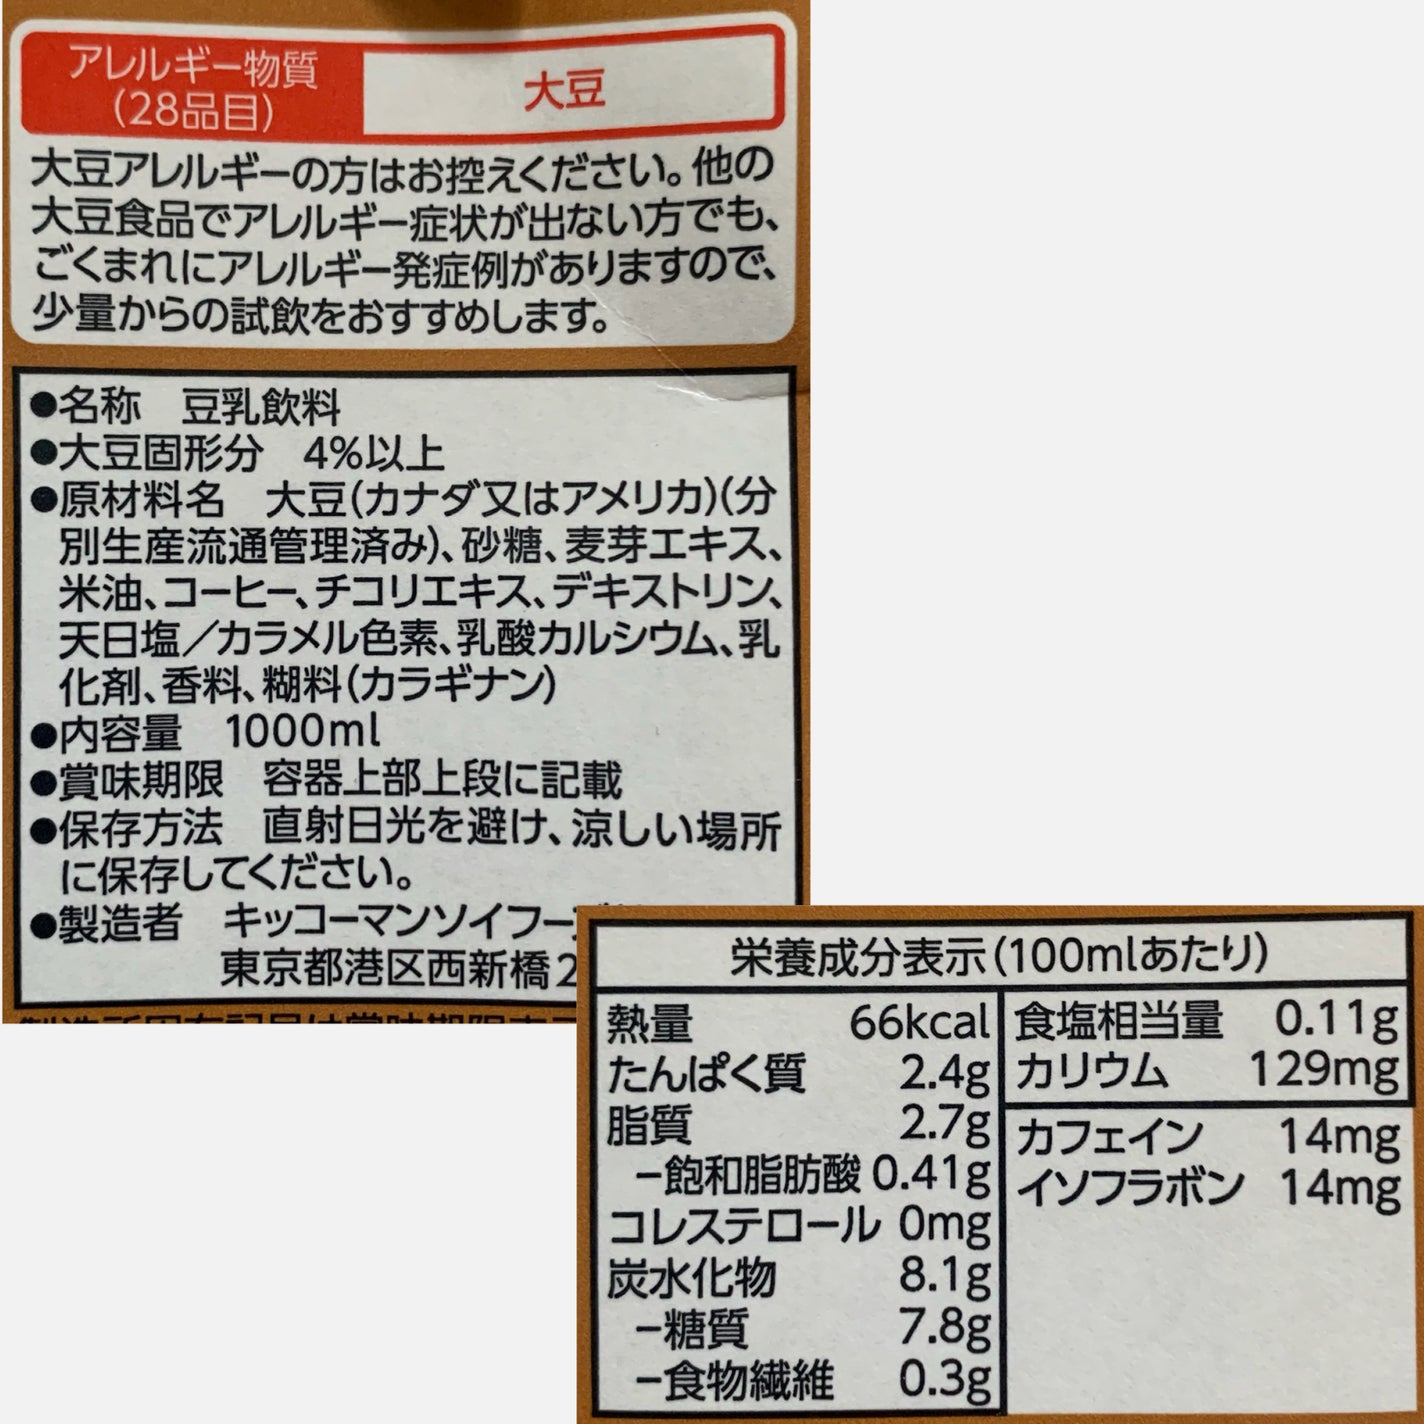 アレルギー物質
(28品目)
大豆
大豆アレルギーの方はお控えください。他の
大豆食品でアレルギー症状が出ない方でも、
ごくまれにアレルギー発症例がありますので、
少量からの試飲をおすすめします。
●名称　豆乳飲料
●大豆固形分　4%以上
●原材料名　大豆(カナダ又はアメリカ)(分
別生産流通管理済み)、砂糖、麦芽エキス、
米油、コーヒー、チコリエキス、デキストリン、
天日塩／カラメル色素、乳酸カルシウム、乳
化剤、香料、糊料(カラギナン)
●内容量　1000ml
●賞味期限　容器上部上段に記載
●保存方法　直射日光を避け、涼しい場所
に保存してください。
●製造者　キッコーマンソイフー
東京都港区西新橋2
栄養成分表示(100mlあたり)
熱量 66kcal
たんぱく質 2.4g
脂質 2.7g
−飽和脂肪酸 0.41g
コレステロール 0mg
炭水化物 8.1g
−糖質 7.8g
−食物繊維 0.3g
食塩相当量 0.11g
カリウム 129mg
カフェイン 14mg
イソフラボン 14mg